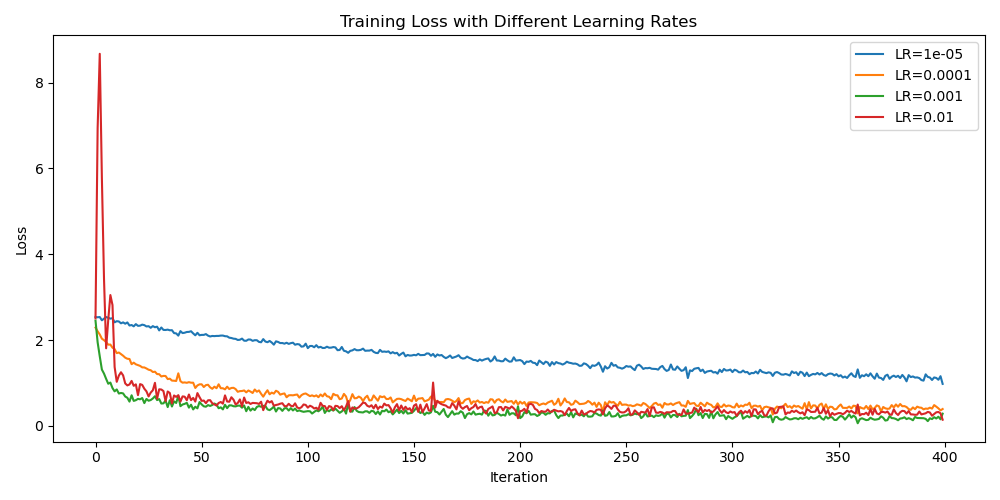 Training Loss with Different Learning Rates
LR=1e-05
LR=0.0001
LR=0.001
LR=0.01
Loss
8
6
4
2
0
0 50 100 150 200 250 300 350 400
Iteration